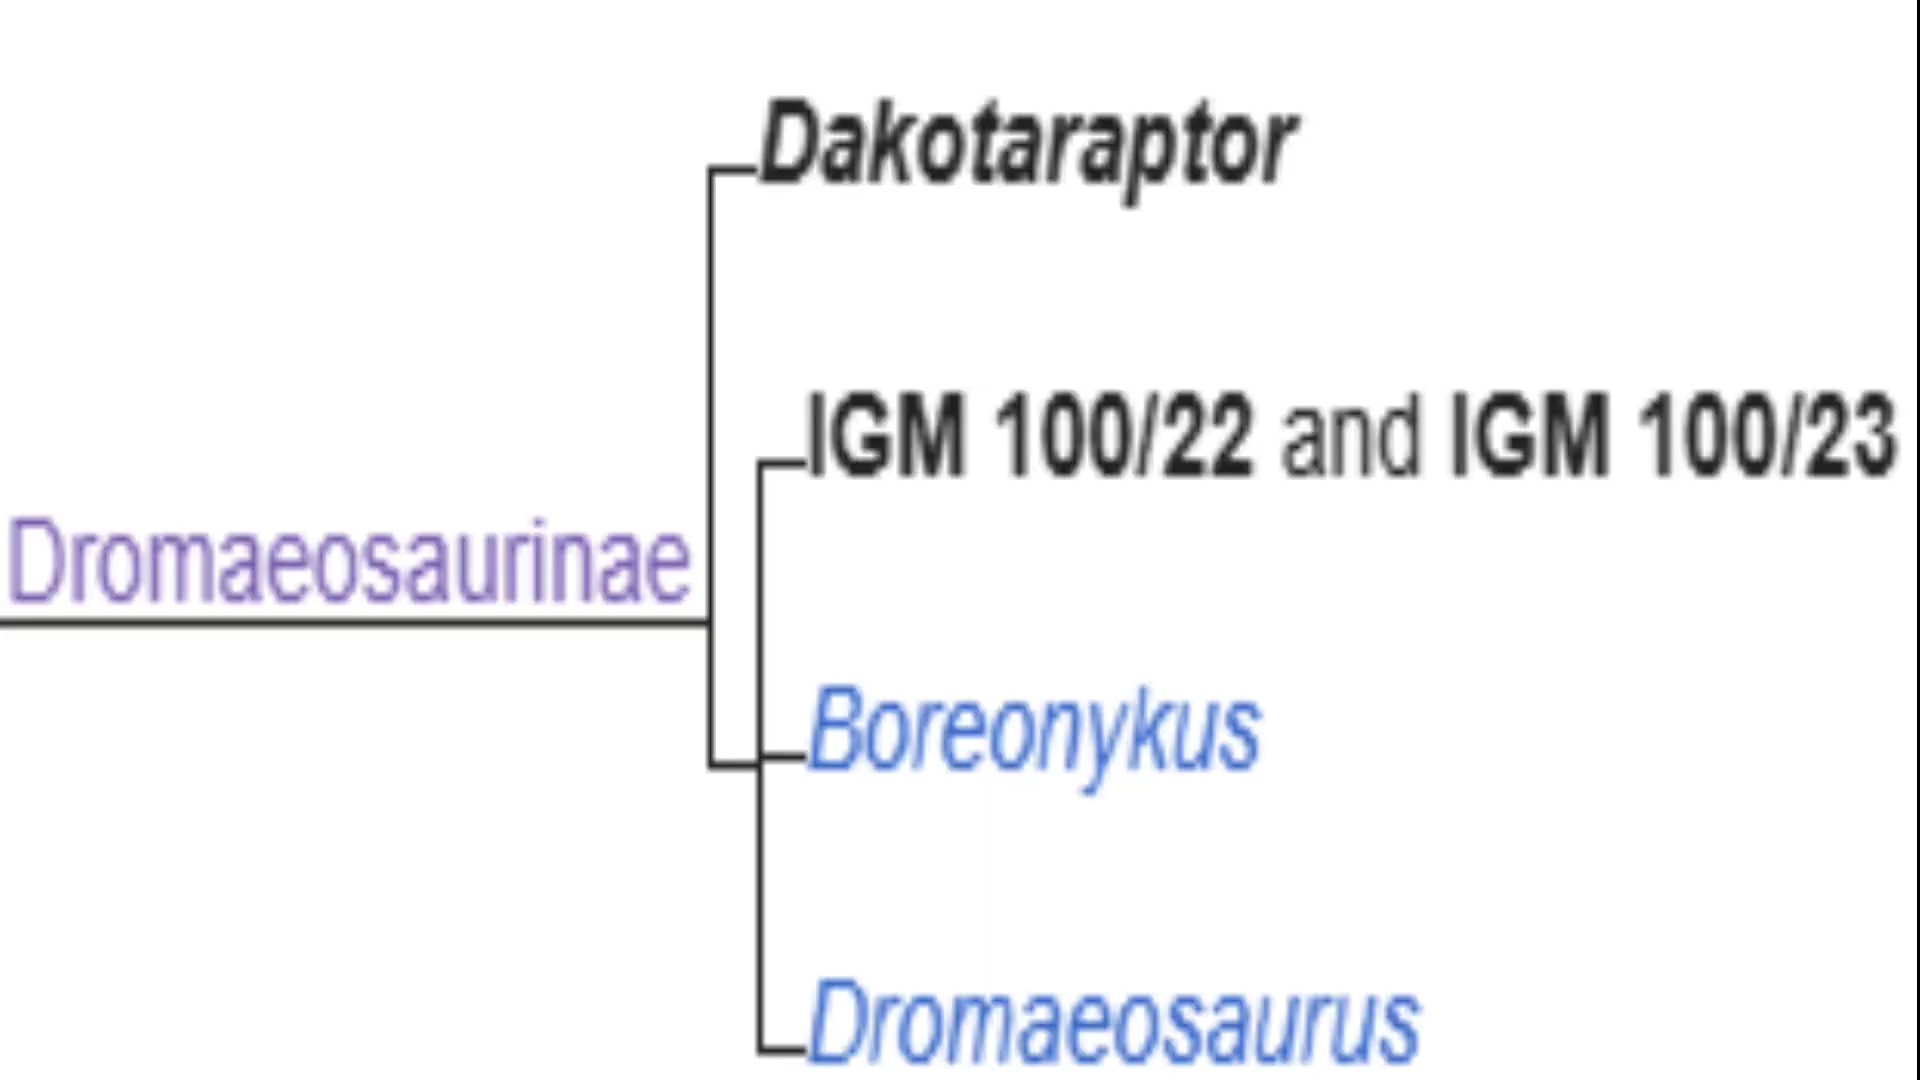 Dakotaraptor
IGM 100/22 and IGM 100/23
Dromaeosaurinae
Boreonykus
Dromaeosaurus